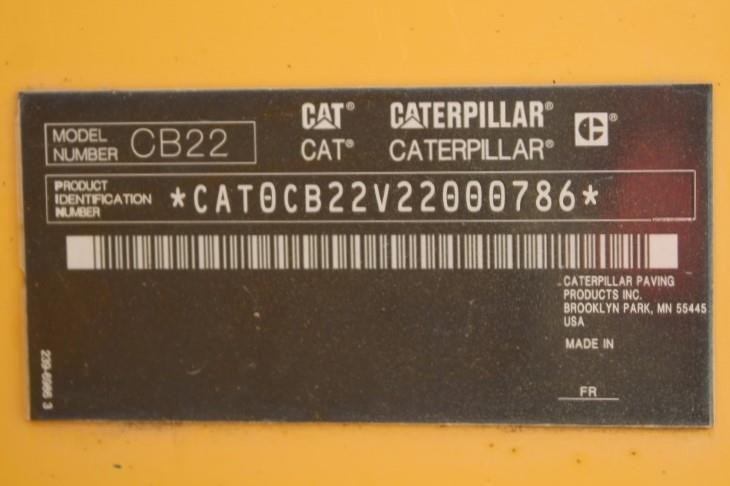 CAT® CATERPILLAR®
MODEL NUMBER CB22 CAT® CATERPILLAR®
PRODUCT IDENTIFICATION NUMBER *CAT0CB22V22000786*
CATERPILLAR PAVING
PRODUCTS INC.
BROOKLYN PARK, MN 55445
USA
MADE IN
FR